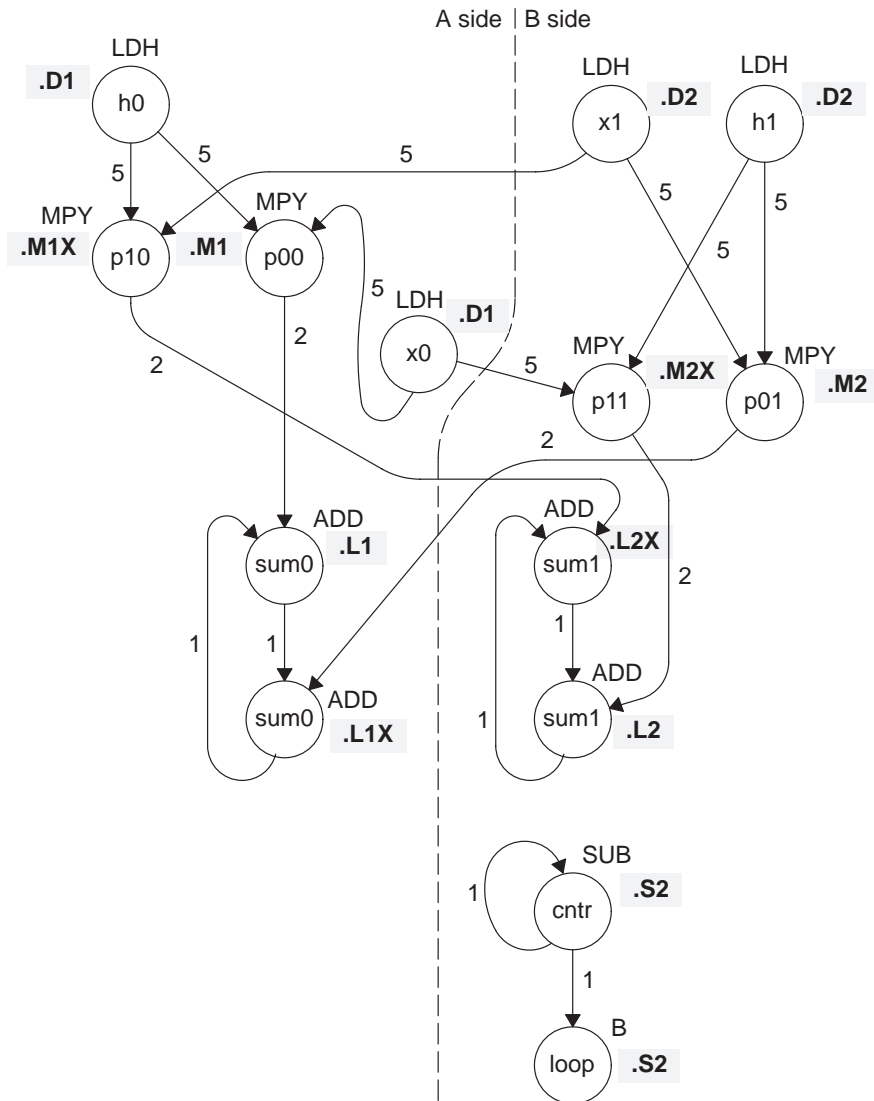 A side
B side
LDH
.D1
h0
LDH
.D2
x1
LDH
.D2
h1
5
5
5
5
5
5
MPY
.M1X
p10
MPY
.M1
p00
5
LDH
.D1
x0
5
MPY
.M2X
p11
MPY
.M2
p01
2
2
2
2
ADD
.L1
sum0
ADD
.L2X
sum1
1
1
1
1
ADD
.L1X
sum0
ADD
.L2
sum1
SUB
.S2
cntr
1
1
B
.S2
loop